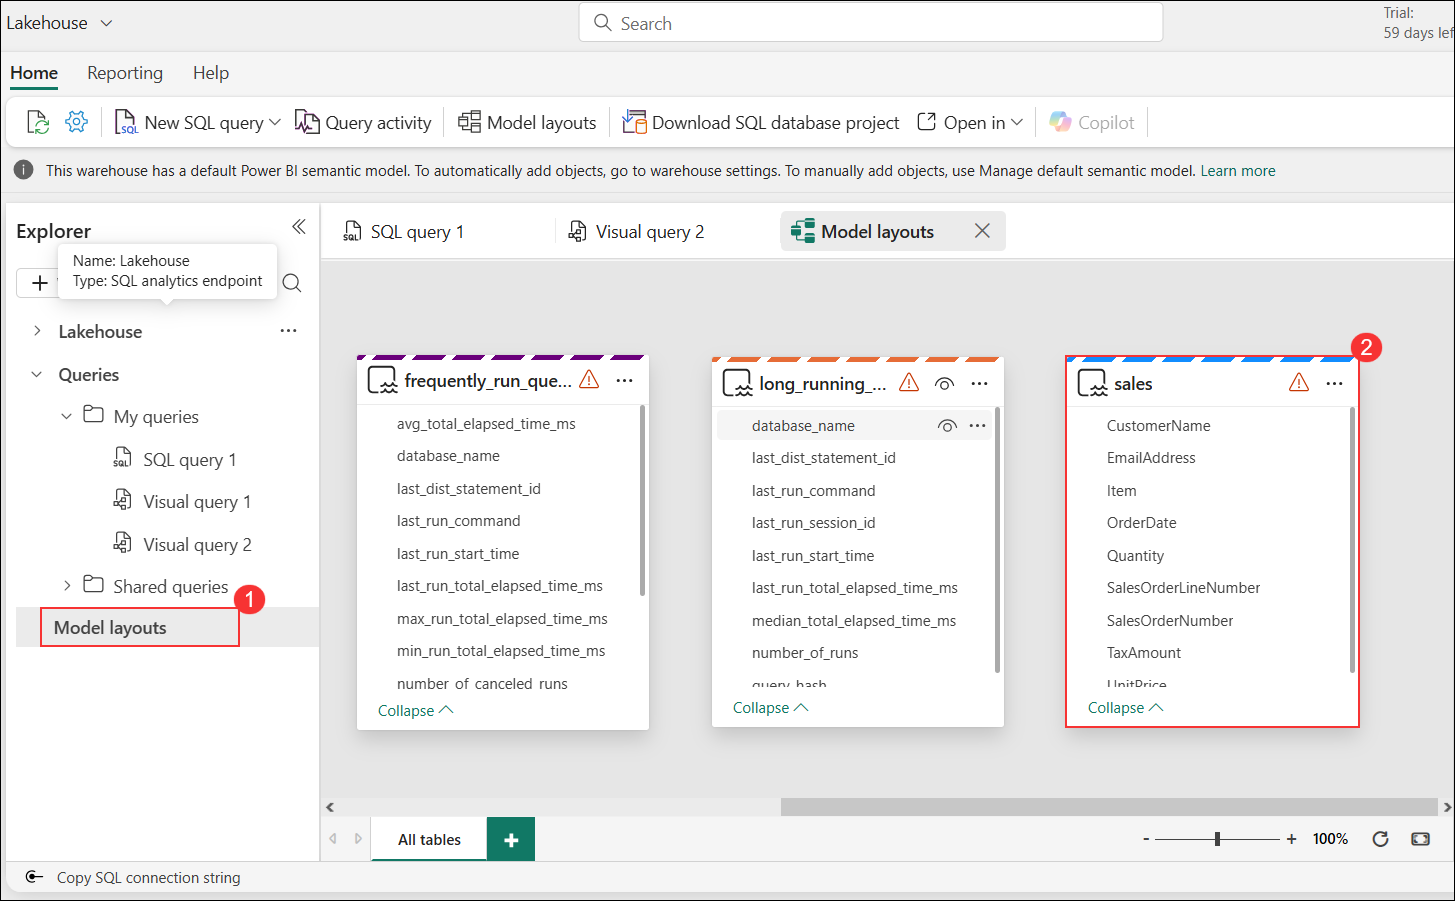 Lakehouse
Search
Trial:
59 days lef
Home Reporting Help
SQL New SQL query Query activity Model layouts Download SQL database project Open in Copilot
This warehouse has a default Power BI semantic model. To automatically add objects, go to warehouse settings. To manually add objects, use Manage default semantic model. Learn more
Explorer
Name: Lakehouse
Type: SQL analytics endpoint
+
Lakehouse
Queries
My queries
SQL SQL query 1
Visual query 1
Visual query 2
Shared queries
1
Model layouts
SQL SQL query 1
Visual query 2
Model layouts
frequently_run_que...
avg_total_elapsed_time_ms
database_name
last_dist_statement_id
last_run_command
last_run_start_time
last_run_total_elapsed_time_ms
max_run_total_elapsed_time_ms
min_run_total_elapsed_time_ms
number_of_canceled_runs
Collapse
long_running_...
database_name
last_dist_statement_id
last_run_command
last_run_session_id
last_run_start_time
last_run_total_elapsed_time_ms
median_total_elapsed_time_ms
number_of_runs
query_hash
Collapse
2
sales
CustomerName
EmailAddress
Item
OrderDate
Quantity
SalesOrderLineNumber
SalesOrderNumber
TaxAmount
UnitPrice
Collapse
All tables +
- + 100%
Copy SQL connection string